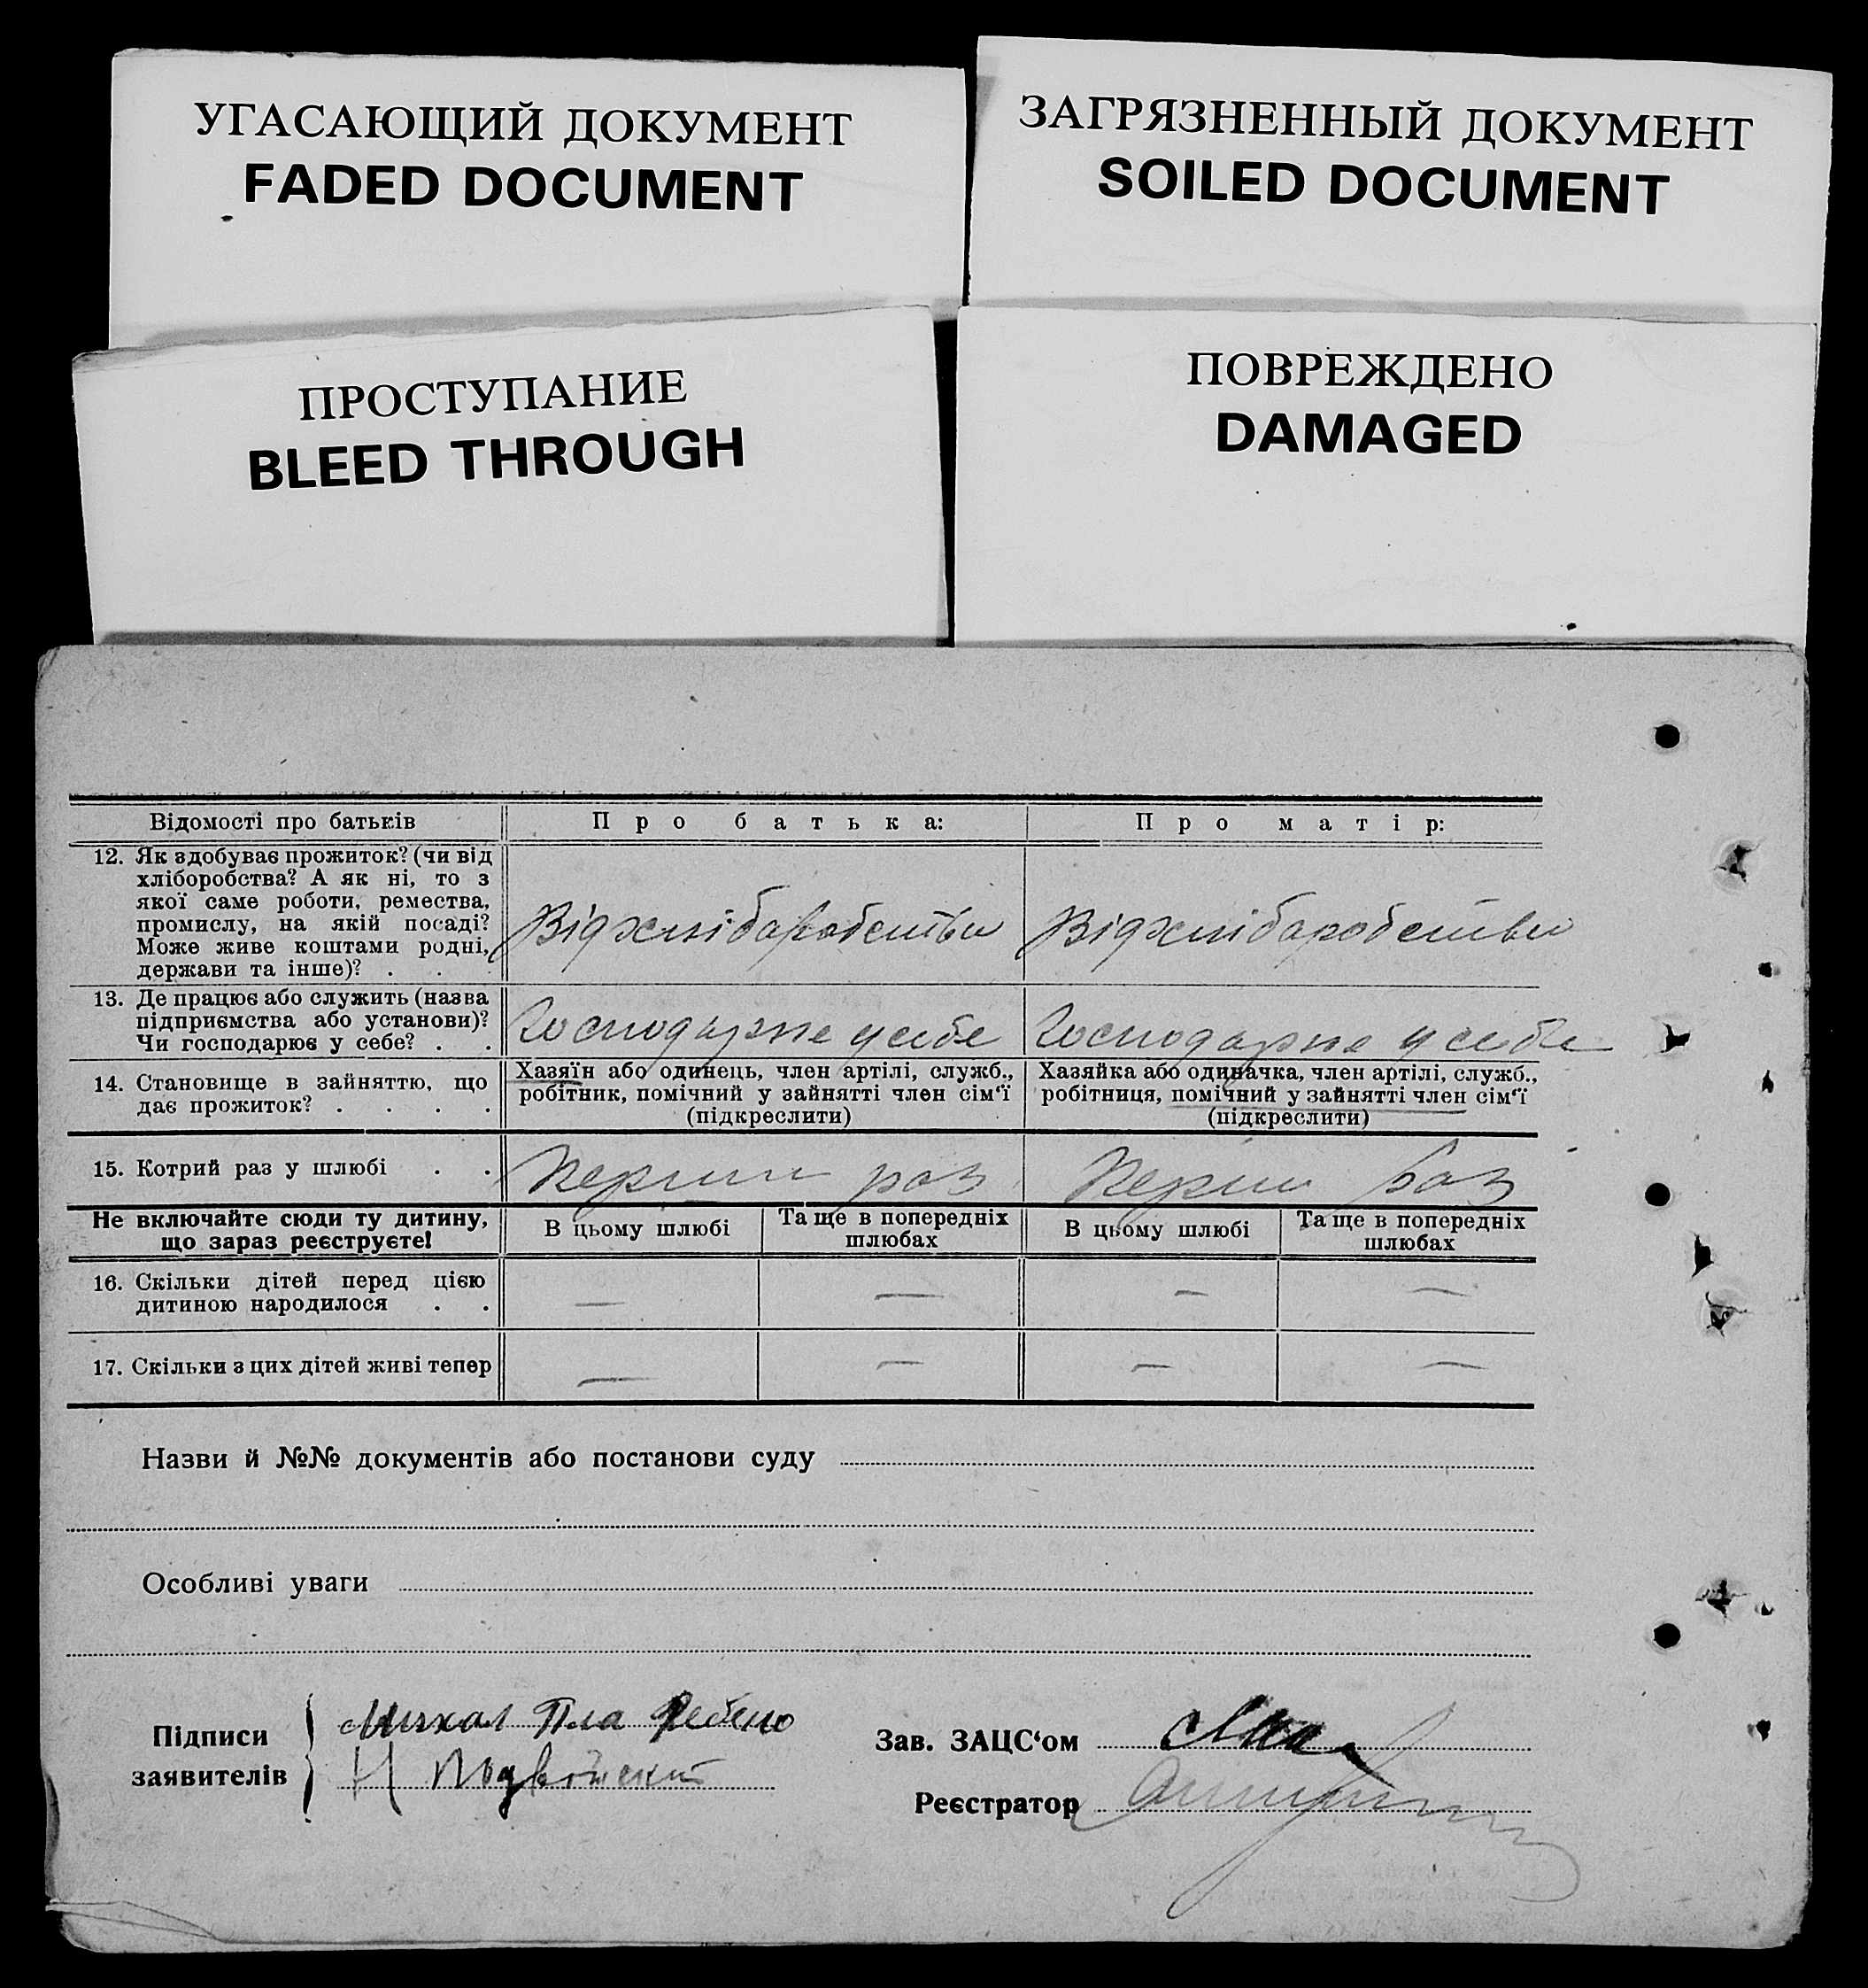 УГАСАЮЩИЙ ДОКУМЕНТ
FADED DOCUMENT
ЗАГРЯЗНЕННЫЙ ДОКУМЕНТ
SOILED DOCUMENT
ПРОСТУПАНИЕ
BLEED THROUGH
ПОВРЕЖДЕНО
DAMAGED
Відомості про батьків
Про батька:
Про матір:
12. Як здобуває прожиток? (чи від
хліборобства? А як ні, то з
якої саме роботи, ремества,
промислу, на якій посаді?
Може живе коштами родні,
держави та інше)? . . .
Від хліборобства
Від хліборобства
13. Де працює або служить (назва
підприємства або установи)?
Чи господарює у себе? . .
Господарює у себе
Господарює у себе
14. Становище в зайняттю, що
дає прожиток? . . . .
Хазяїн або одинець, член артілі, служб.,
робітник, помічний у зайнятті член сім‘ї
(підкреслити)
Хазяйка або одиначка, член артілі, служб.,
робітниця, помічний у зайнятті член сім‘ї
(підкреслити)
15. Котрий раз у шлюбі . .
Перший раз
Перший раз
Не включайте сюди ту дитину,
що зараз реєструєте!
В цьому шлюбі
Та ще в попередніх
шлюбах
В цьому шлюбі
Та ще в попередніх
шлюбах
16. Скільки дітей перед цією
дитиною народилося . .
— — — —
17. Скільки з цих дітей живі тепер
— — — —
Назви й №№ документів або постанови суду
Особливі уваги
Підписи
заявителів
Зав. ЗАЦС‘ом
Реєстратор